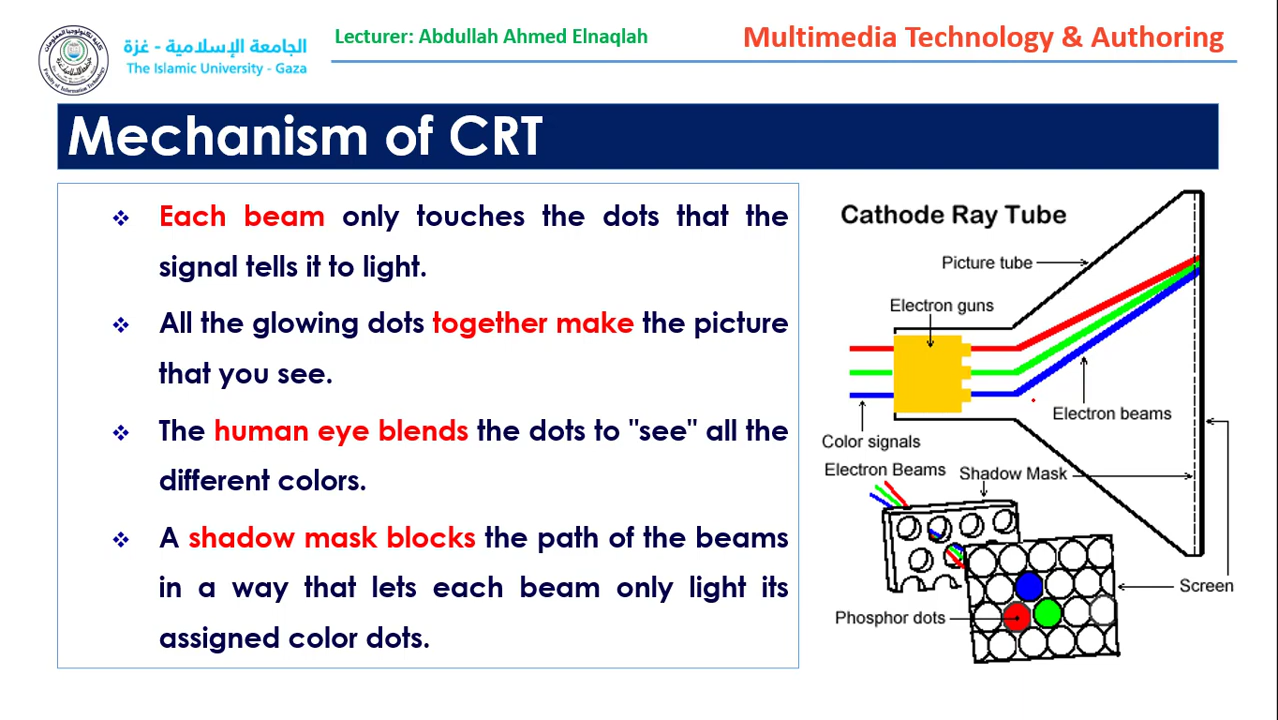 الجامعة الإسلامية - غزة
The Islamic University - Gaza
Lecturer: Abdullah Ahmed Elnaqlah
Multimedia Technology & Authoring
Mechanism of CRT
❖ Each beam only touches the dots that the
signal tells it to light.
❖ All the glowing dots together make the picture
that you see.
❖ The human eye blends the dots to "see" all the
different colors.
❖ A shadow mask blocks the path of the beams
in a way that lets each beam only light its
assigned color dots.
Cathode Ray Tube
Picture tube
Electron guns
Electron beams
Color signals
Electron Beams
Shadow Mask
Screen
Phosphor dots